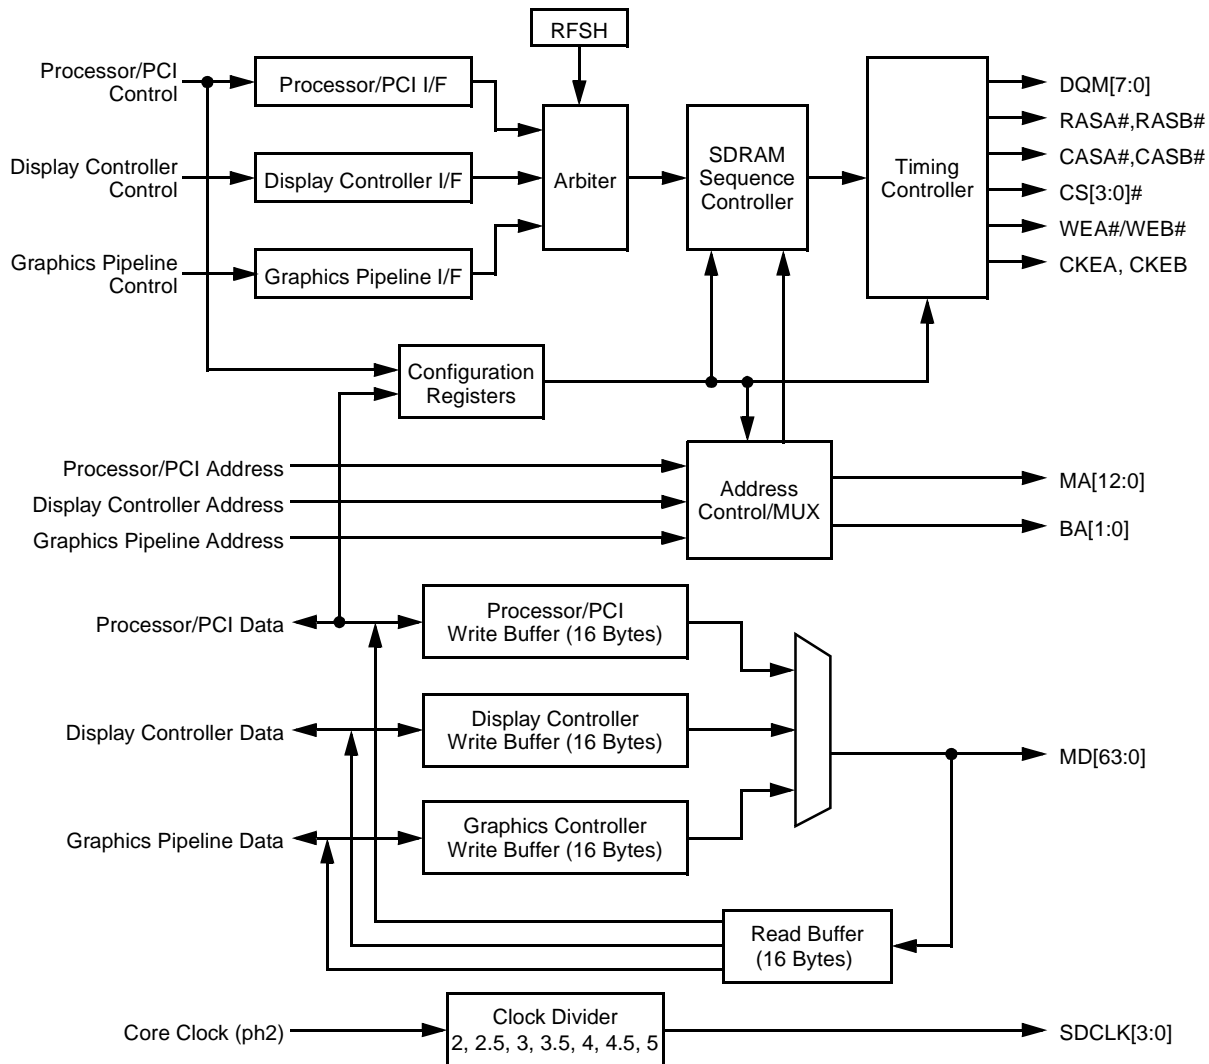 RFSH
Processor/PCI
Control
Processor/PCI I/F
DQM[7:0]
RASA#,RASB#
CASA#,CASB#
CS[3:0]#
WEA#/WEB#
CKEA, CKEB
Display Controller
Control
Display Controller I/F
Arbiter
SDRAM
Sequence
Controller
Timing
Controller
Graphics Pipeline
Control
Graphics Pipeline I/F
Configuration
Registers
Processor/PCI Address
Display Controller Address
Graphics Pipeline Address
Address
Control/MUX
MA[12:0]
BA[1:0]
Processor/PCI Data
Processor/PCI
Write Buffer (16 Bytes)
Display Controller Data
Display Controller
Write Buffer (16 Bytes)
MD[63:0]
Graphics Pipeline Data
Graphics Controller
Write Buffer (16 Bytes)
Read Buffer
(16 Bytes)
Core Clock (ph2)
Clock Divider
2, 2.5, 3, 3.5, 4, 4.5, 5
SDCLK[3:0]